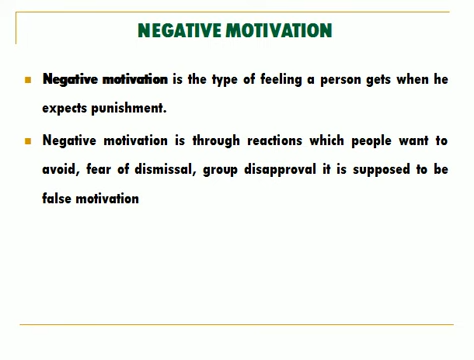 NEGATIVE MOTIVATION
Negative motivation is the type of feeling a person gets when he
expects punishment.
Negative motivation is through reactions which people want to
avoid, fear of dismissal, group disapproval it is supposed to be
false motivation